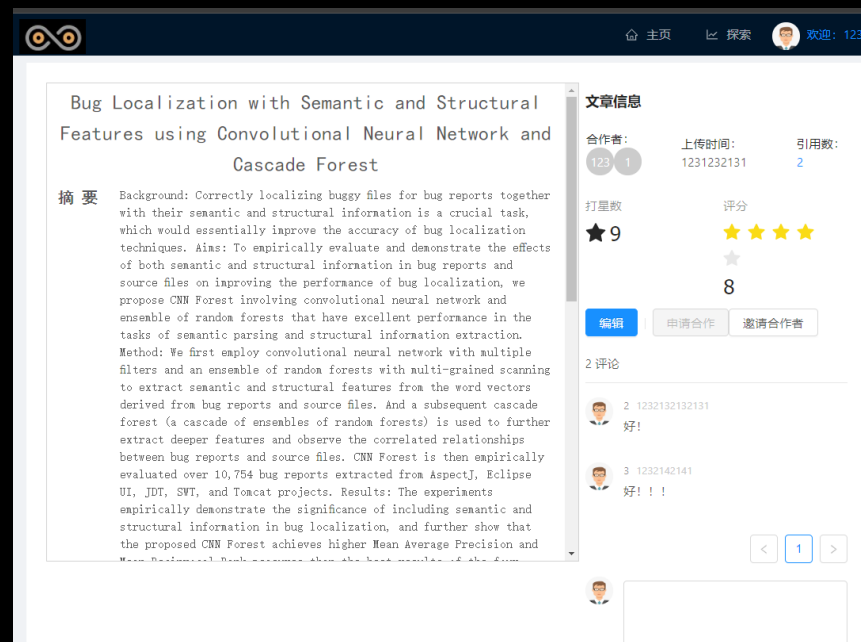 主页 探索 欢迎: 123
Bug Localization with Semantic and Structural
Features using Convolutional Neural Network and
Cascade Forest
摘 要
Background: Correctly localizing buggy files for bug reports together
with their semantic and structural information is a crucial task,
which would essentially improve the accuracy of bug localization
techniques. Aims: To empirically evaluate and demonstrate the effects
of both semantic and structural information in bug reports and
source files on improving the performance of bug localization, we
propose CNN Forest involving convolutional neural network and
ensemble of random forests that have excellent performance in the
tasks of semantic parsing and structural information extraction.
Method: We first employ convolutional neural network with multiple
filters and an ensemble of random forests with multi-grained scanning
to extract semantic and structural features from the word vectors
derived from bug reports and source files. And a subsequent cascade
forest (a cascade of ensembles of random forests) is used to further
extract deeper features and observe the correlated relationships
between bug reports and source files. CNN Forest is then empirically
evaluated over 10,754 bug reports extracted from AspectJ, Eclipse
UI, JDT, SWT, and Tomcat projects. Results: The experiments
empirically demonstrate the significance of including semantic and
structural information in bug localization, and further show that
the proposed CNN Forest achieves higher Mean Average Precision and
文章信息
合作者:
123 1
上传时间:
1231232131
引用数:
2
打星数
9
评分
8
编辑 申请合作 邀请合作者
2 评论
2 1232132132131
好!
3 1232142141
好! ! !
< 1 >